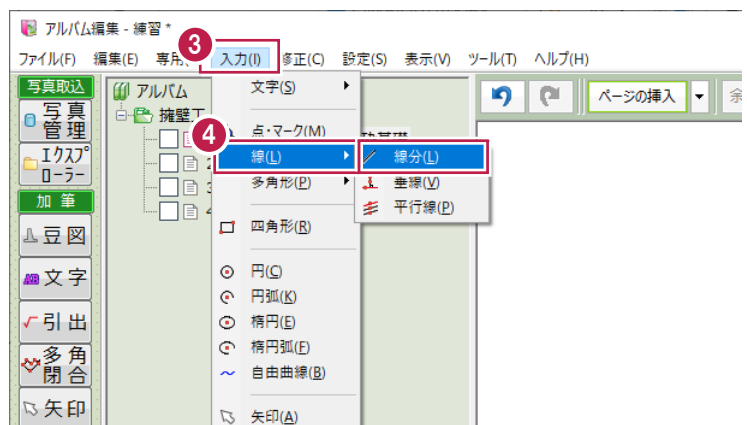 アルバム編集 - 練習 *
3
ファイル(F) 編集(E) 専用 入力(I) 修正(C) 設定(S) 表示(V) ツール(T) ヘルプ(H)
写真取込
写真
管理
エクスプ
ローラー
加 筆
豆図
文字
引出
多角
閉合
矢印
アルバム
擁壁工
4
文字(S)
点・マーク(M)
線(L)
多角形(P)
四角形(R)
円(C)
円弧(K)
楕円(E)
楕円弧(F)
自由曲線(B)
矢印(A)
線分(L)
垂線(V)
平行線(P)
ページの挿入